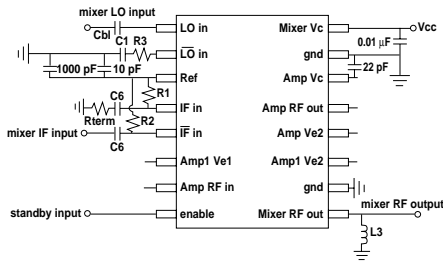 mixer LO input
Cbl
LO in
Mixer Vc
Vcc
C1 R3
LO in
gnd
0.01 µF
1000 pF
10 pF
Ref
Amp Vc
22 pF
R1
C6
IF in
Amp RF out
Rterm
R2
mixer IF input
IF in
Amp Ve2
C6
Amp1 Ve1
Amp1 Ve2
Amp RF in
gnd
standby input
enable
Mixer RF out
mixer RF output
L3